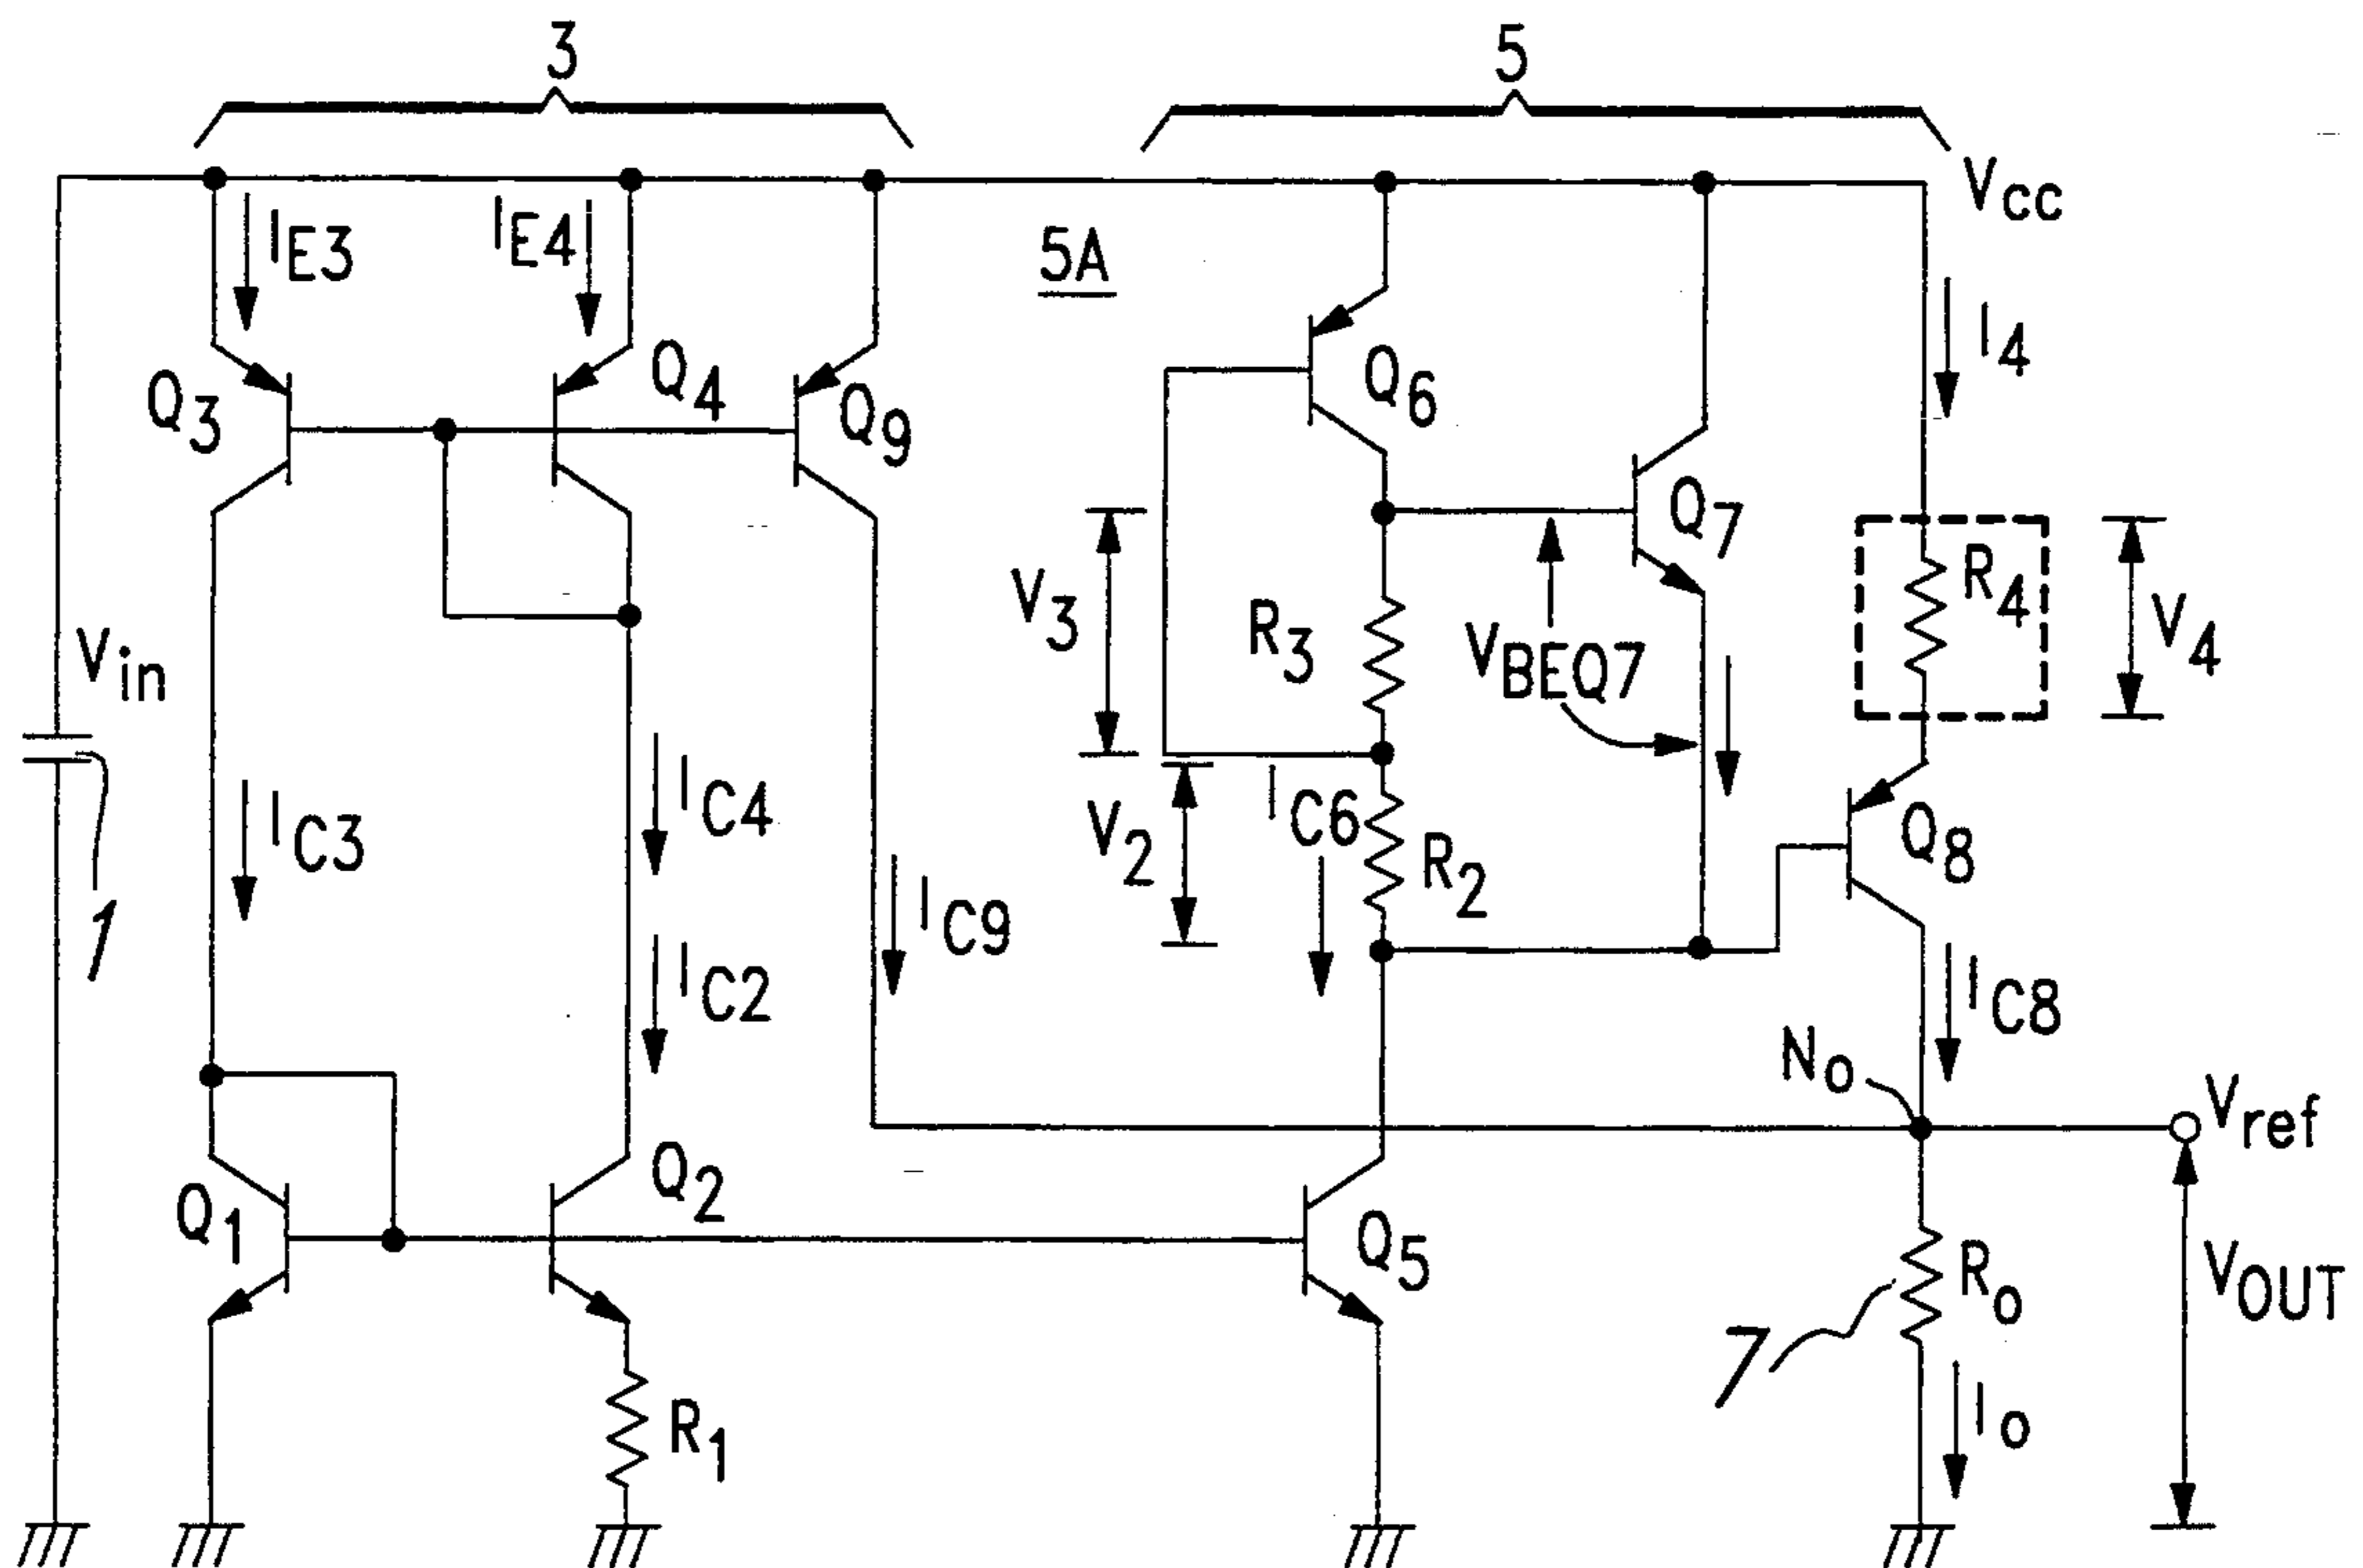 3
5
Vcc
IE3
IE4
5A
I4
Q3
Q4
Q9
Q6
Q7
R4
V4
V3
R3
VBEQ7
Vin
1
IC3
IC4
V2
IC6
R2
Q8
IC9
IC2
IC8
No
Vref
Q1
Q2
Q5
Ro
VOUT
7
R1
Io